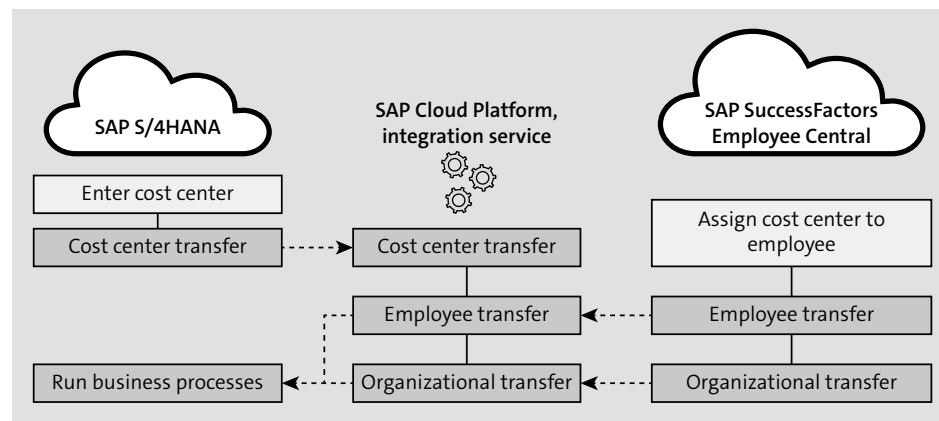 SAP S/4HANA
SAP Cloud Platform,
integration service
SAP SuccessFactors
Employee Central
Enter cost center
Cost center transfer
Cost center transfer
Assign cost center to
employee
Employee transfer
Employee transfer
Run business processes
Organizational transfer
Organizational transfer